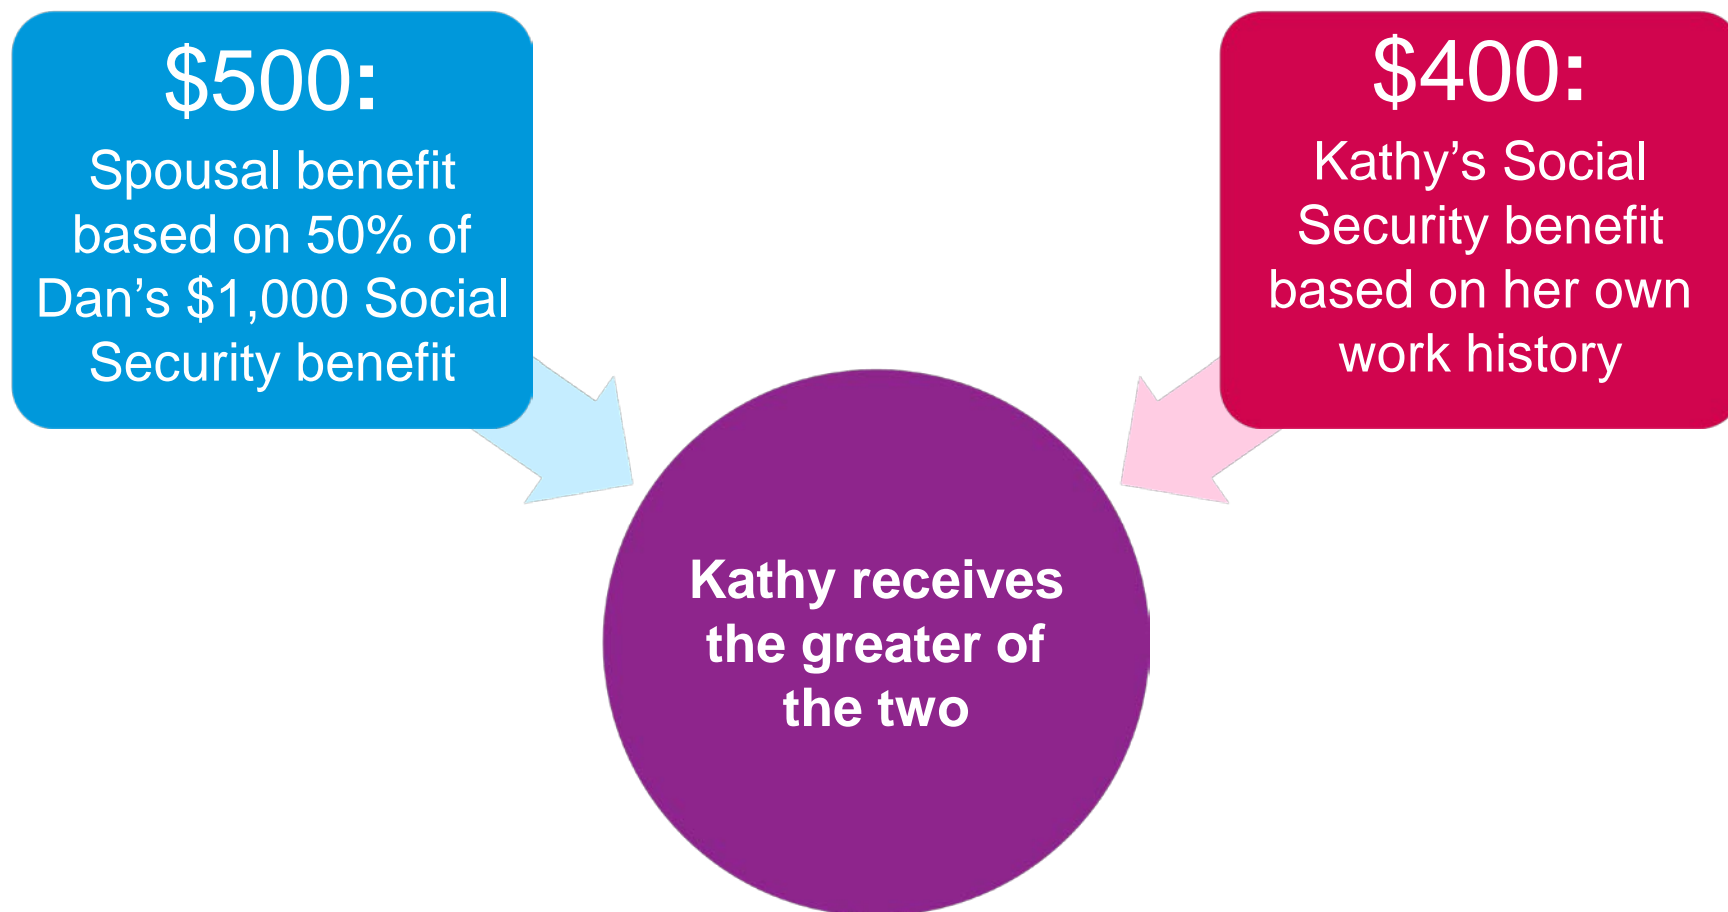 $500:
Spousal benefit
based on 50% of
Dan’s $1,000 Social
Security benefit
$400:
Kathy’s Social
Security benefit
based on her own
work history
Kathy receives
the greater of
the two